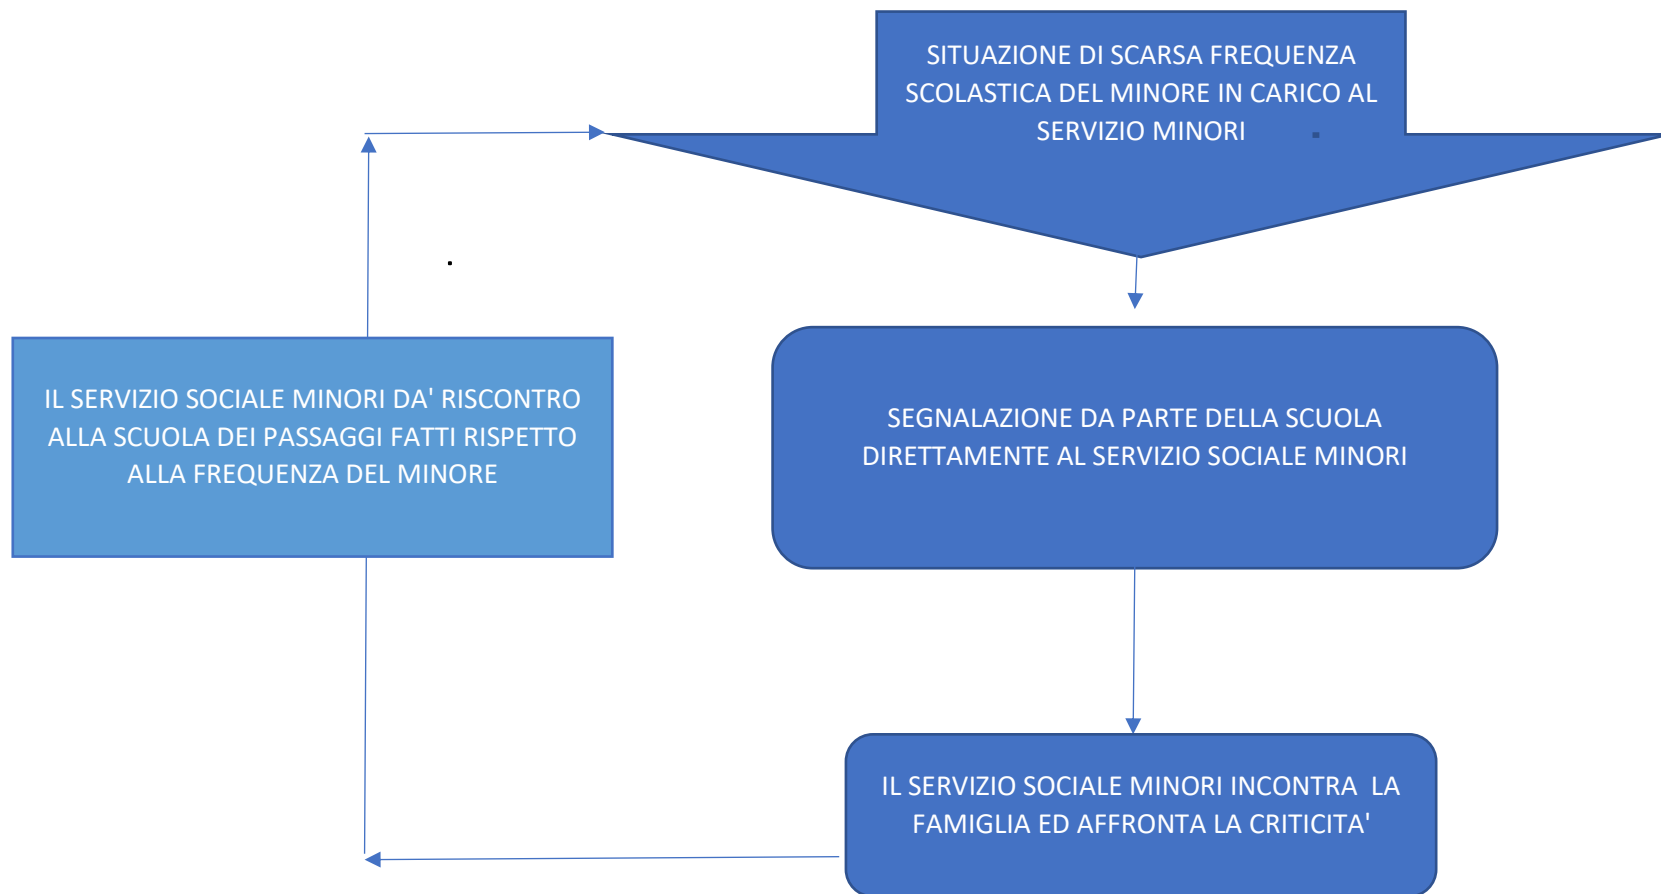 SITUAZIONE DI SCARSA FREQUENZA
SCOLASTICA DEL MINORE IN CARICO AL
SERVIZIO MINORI
SEGNALAZIONE DA PARTE DELLA SCUOLA
DIRETTAMENTE AL SERVIZIO SOCIALE MINORI
IL SERVIZIO SOCIALE MINORI INCONTRA  LA
FAMIGLIA ED AFFRONTA LA CRITICITA'
IL SERVIZIO SOCIALE MINORI DA' RISCONTRO
ALLA SCUOLA DEI PASSAGGI FATTI RISPETTO
ALLA FREQUENZA DEL MINORE